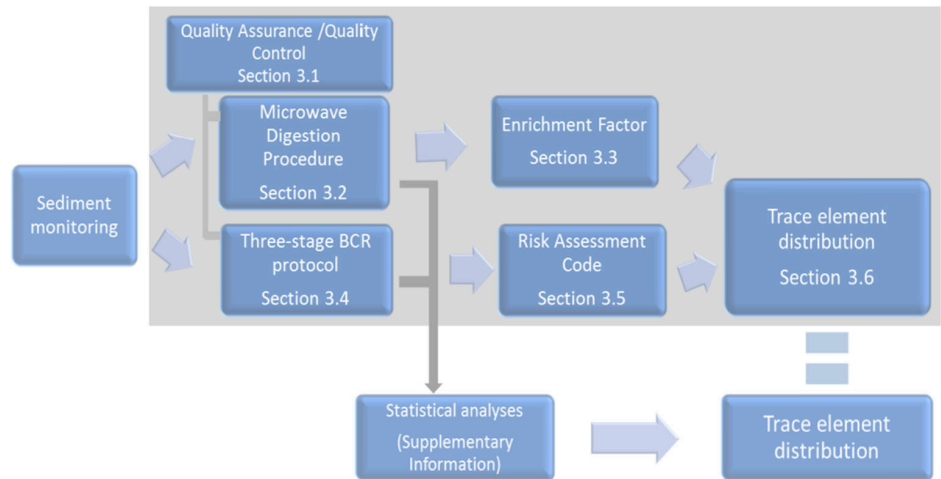 Quality Assurance /Quality
Control
Section 3.1
Microwave
Digestion
Procedure
Section 3.2
Enrichment Factor
Section 3.3
Sediment
monitoring
Three-stage BCR
protocol
Section 3.4
Risk Assessment
Code
Section 3.5
Trace element
distribution
Section 3.6
Statistical analyses
(Supplementary
Information)
Trace element
distribution